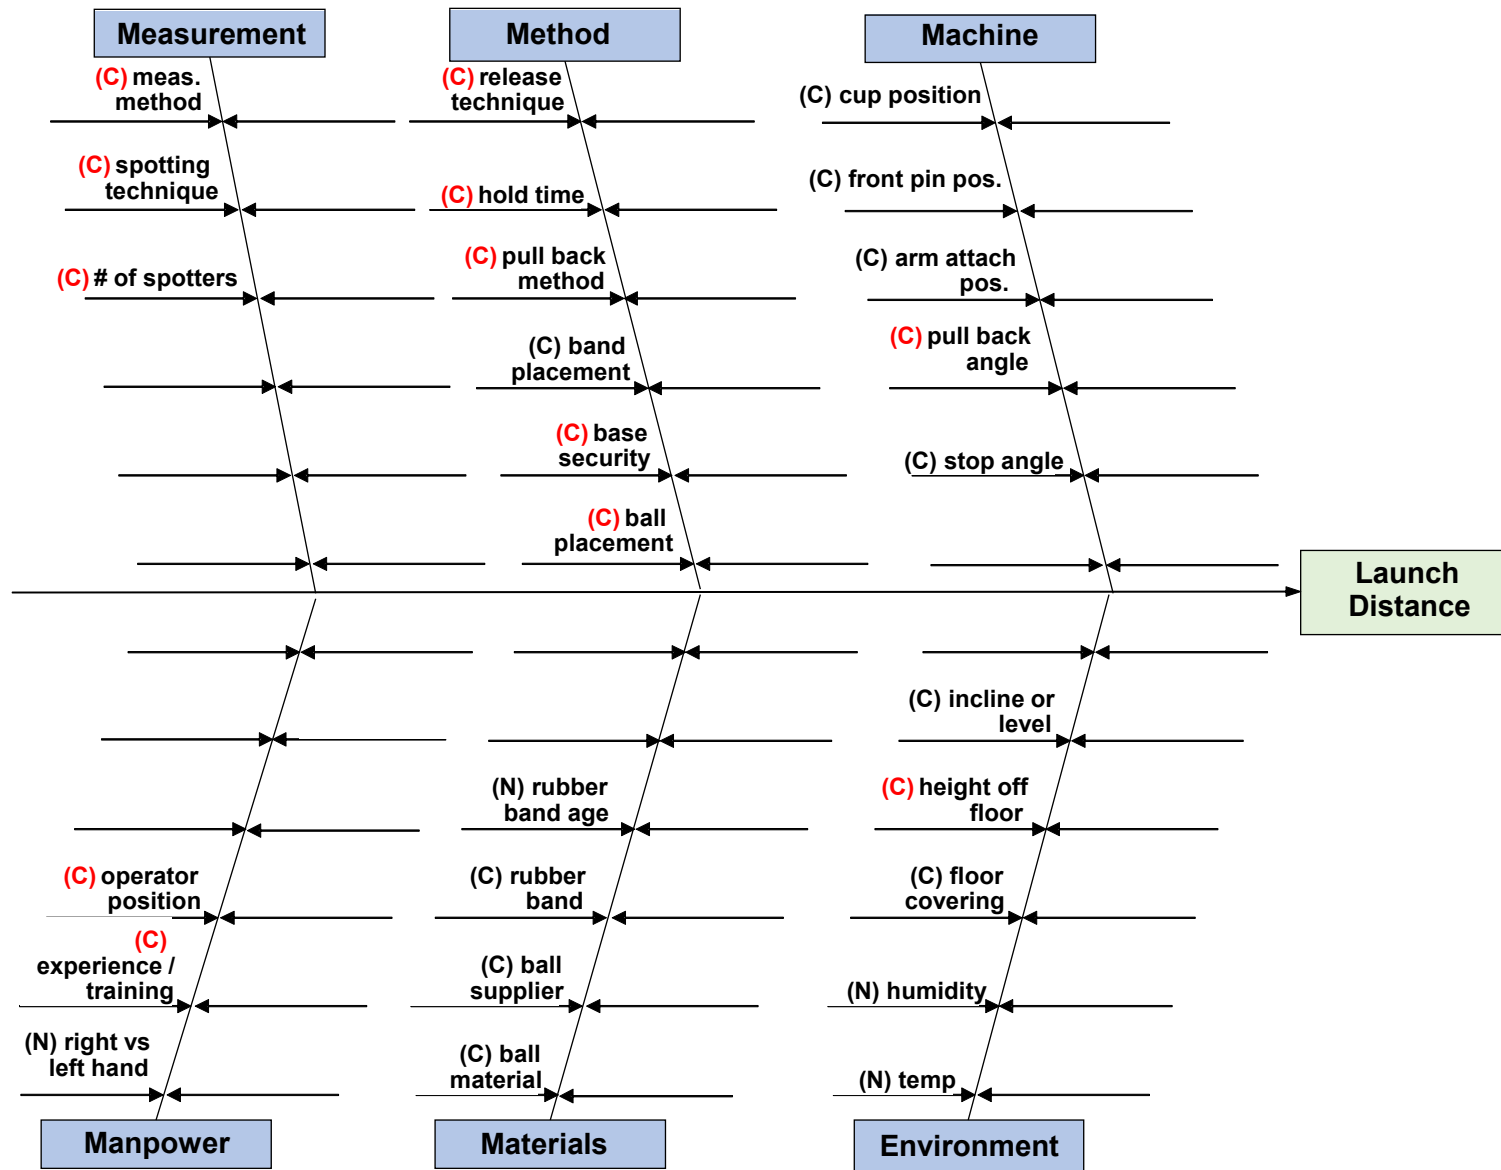 Measurement
(C) meas.
method
(C) spotting
technique
(C) # of spotters
Method
(C) release
technique
(C) hold time
(C) pull back
method
(C) band
placement
(C) base
security
(C) ball
placement
Machine
(C) cup position
(C) front pin pos.
(C) arm attach
pos.
(C) pull back
angle
(C) stop angle
Launch
Distance
(C) operator
position
(C)
experience /
training
(N) right vs
left hand
Manpower
(N) rubber
band age
(C) rubber
band
(C) ball
supplier
(C) ball
material
Materials
(C) incline or
level
(C) height off
floor
(C) floor
covering
(N) humidity
(N) temp
Environment